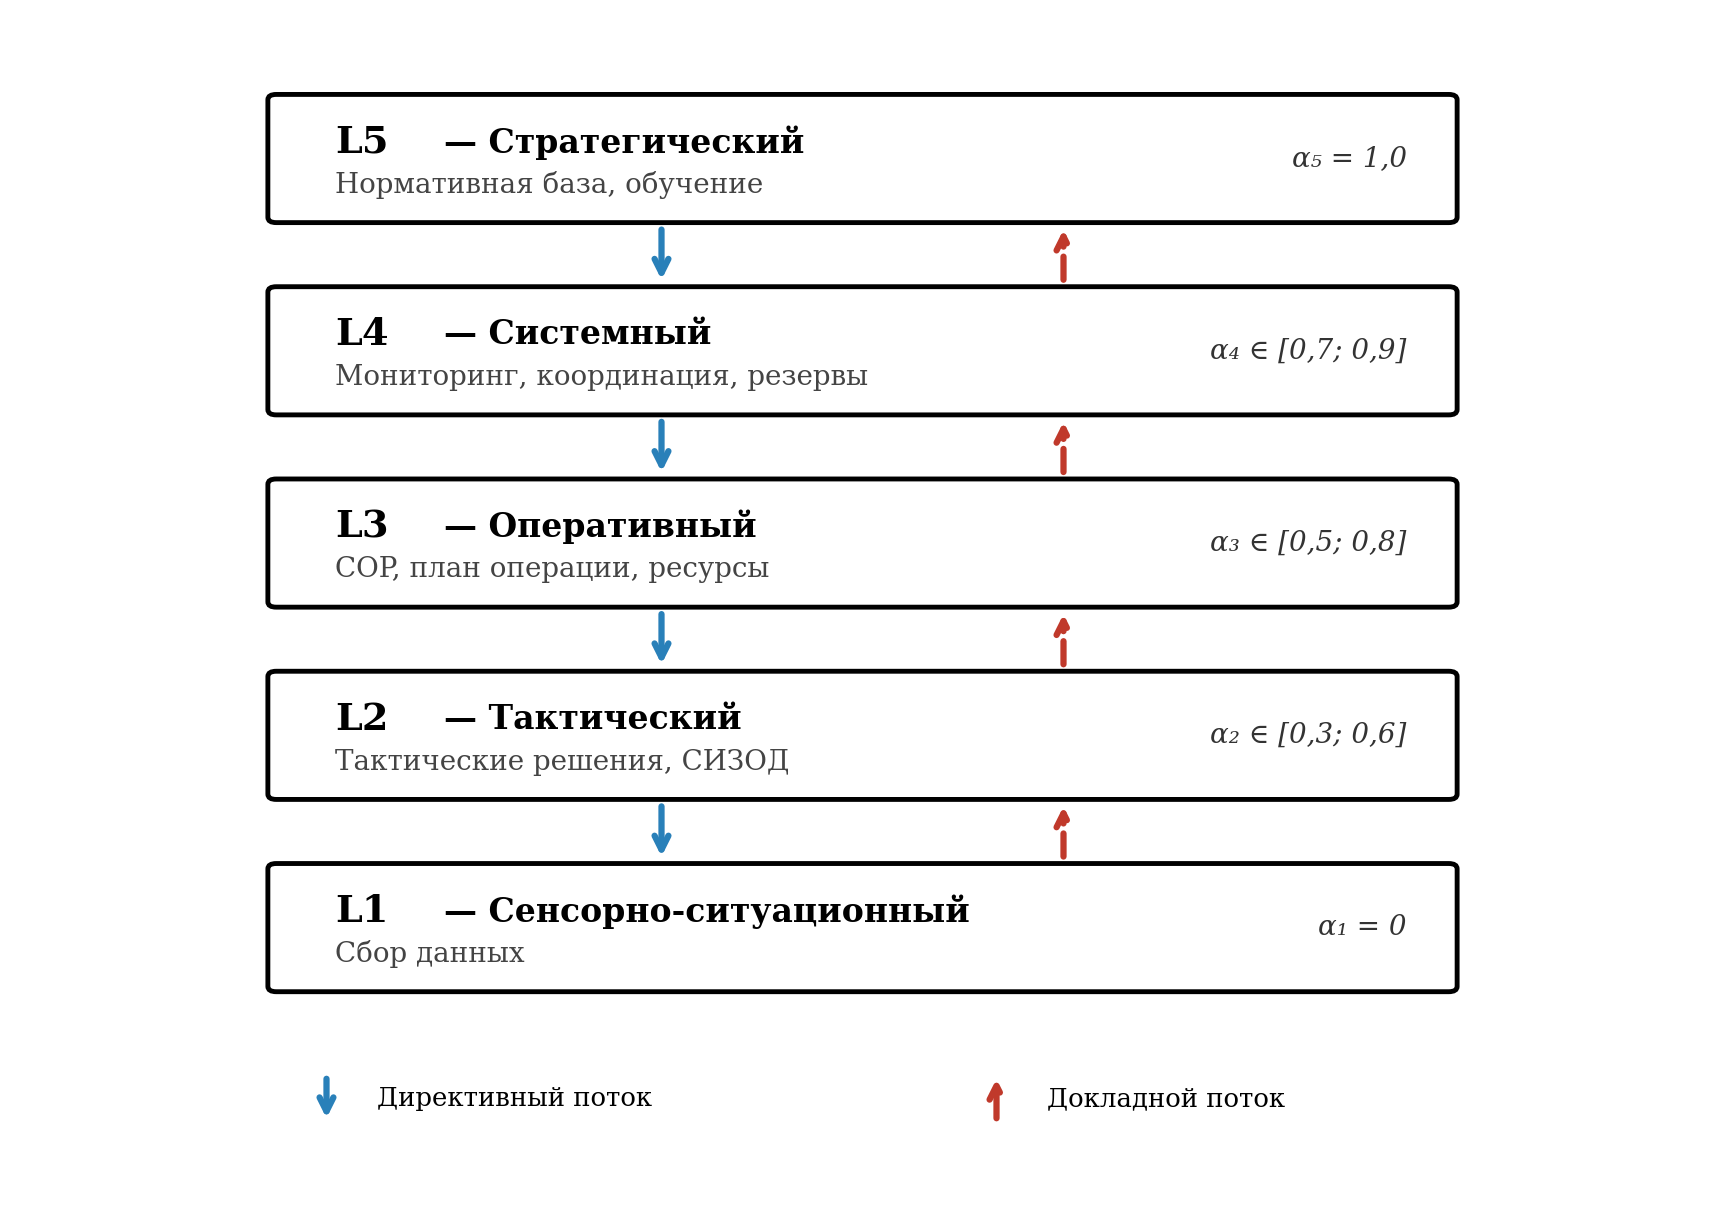 L5 — Стратегический
Нормативная база, обучение
α₅ = 1,0
L4 — Системный
Мониторинг, координация, резервы
α₄ ∈ [0,7; 0,9]
L3 — Оперативный
СОР, план операции, ресурсы
α₃ ∈ [0,5; 0,8]
L2 — Тактический
Тактические решения, СИЗОД
α₂ ∈ [0,3; 0,6]
L1 — Сенсорно-ситуационный
Сбор данных
α₁ = 0
Директивный поток
Докладной поток